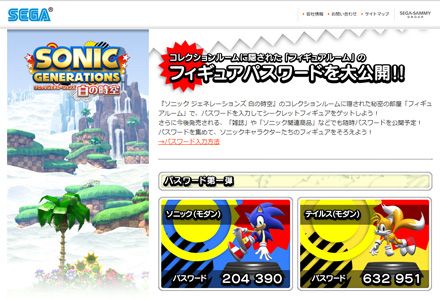 SEGA®
会社情報
お問い合わせ
サイトマップ
SEGA-SAMMY
GROUP
SONIC
GENERATIONS
白の時空
コレクションルームに隠された「フィギュアルーム」の
フィギュアパスワードを大公開!!
『ソニック ジェネレーションズ 白の時空』のコレクションルームに隠された秘密の部屋「フィギュ
アルーム」で、パスワードを入力してシークレットフィギュアをゲットしよう!
さらに今後発売される、「雑誌」や「ソニック関連商品」などでも随時パスワードを公開予定!
パスワードを集めて、ソニックキャラクターたちのフィギュアをそろえよう!
→パスワード入力方法
パスワード第一弾
ソニック(モダン)
パスワード 204 390
テイルス(モダン)
パスワード 632 951